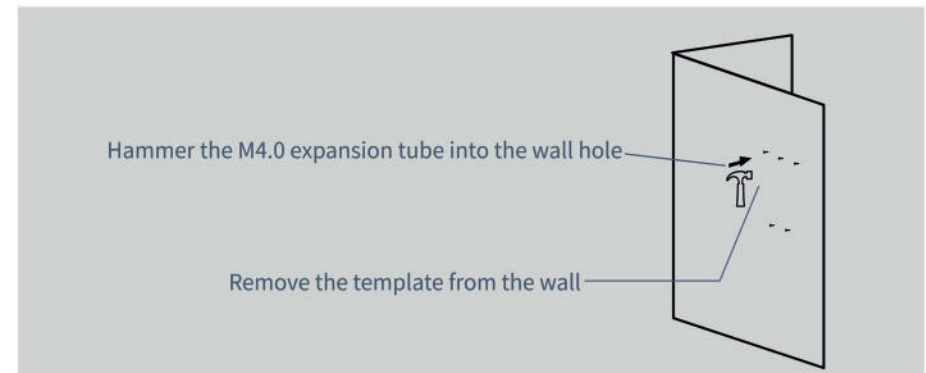 Hammer the M4.0 expansion tube into the wall hole
Remove the template from the wall